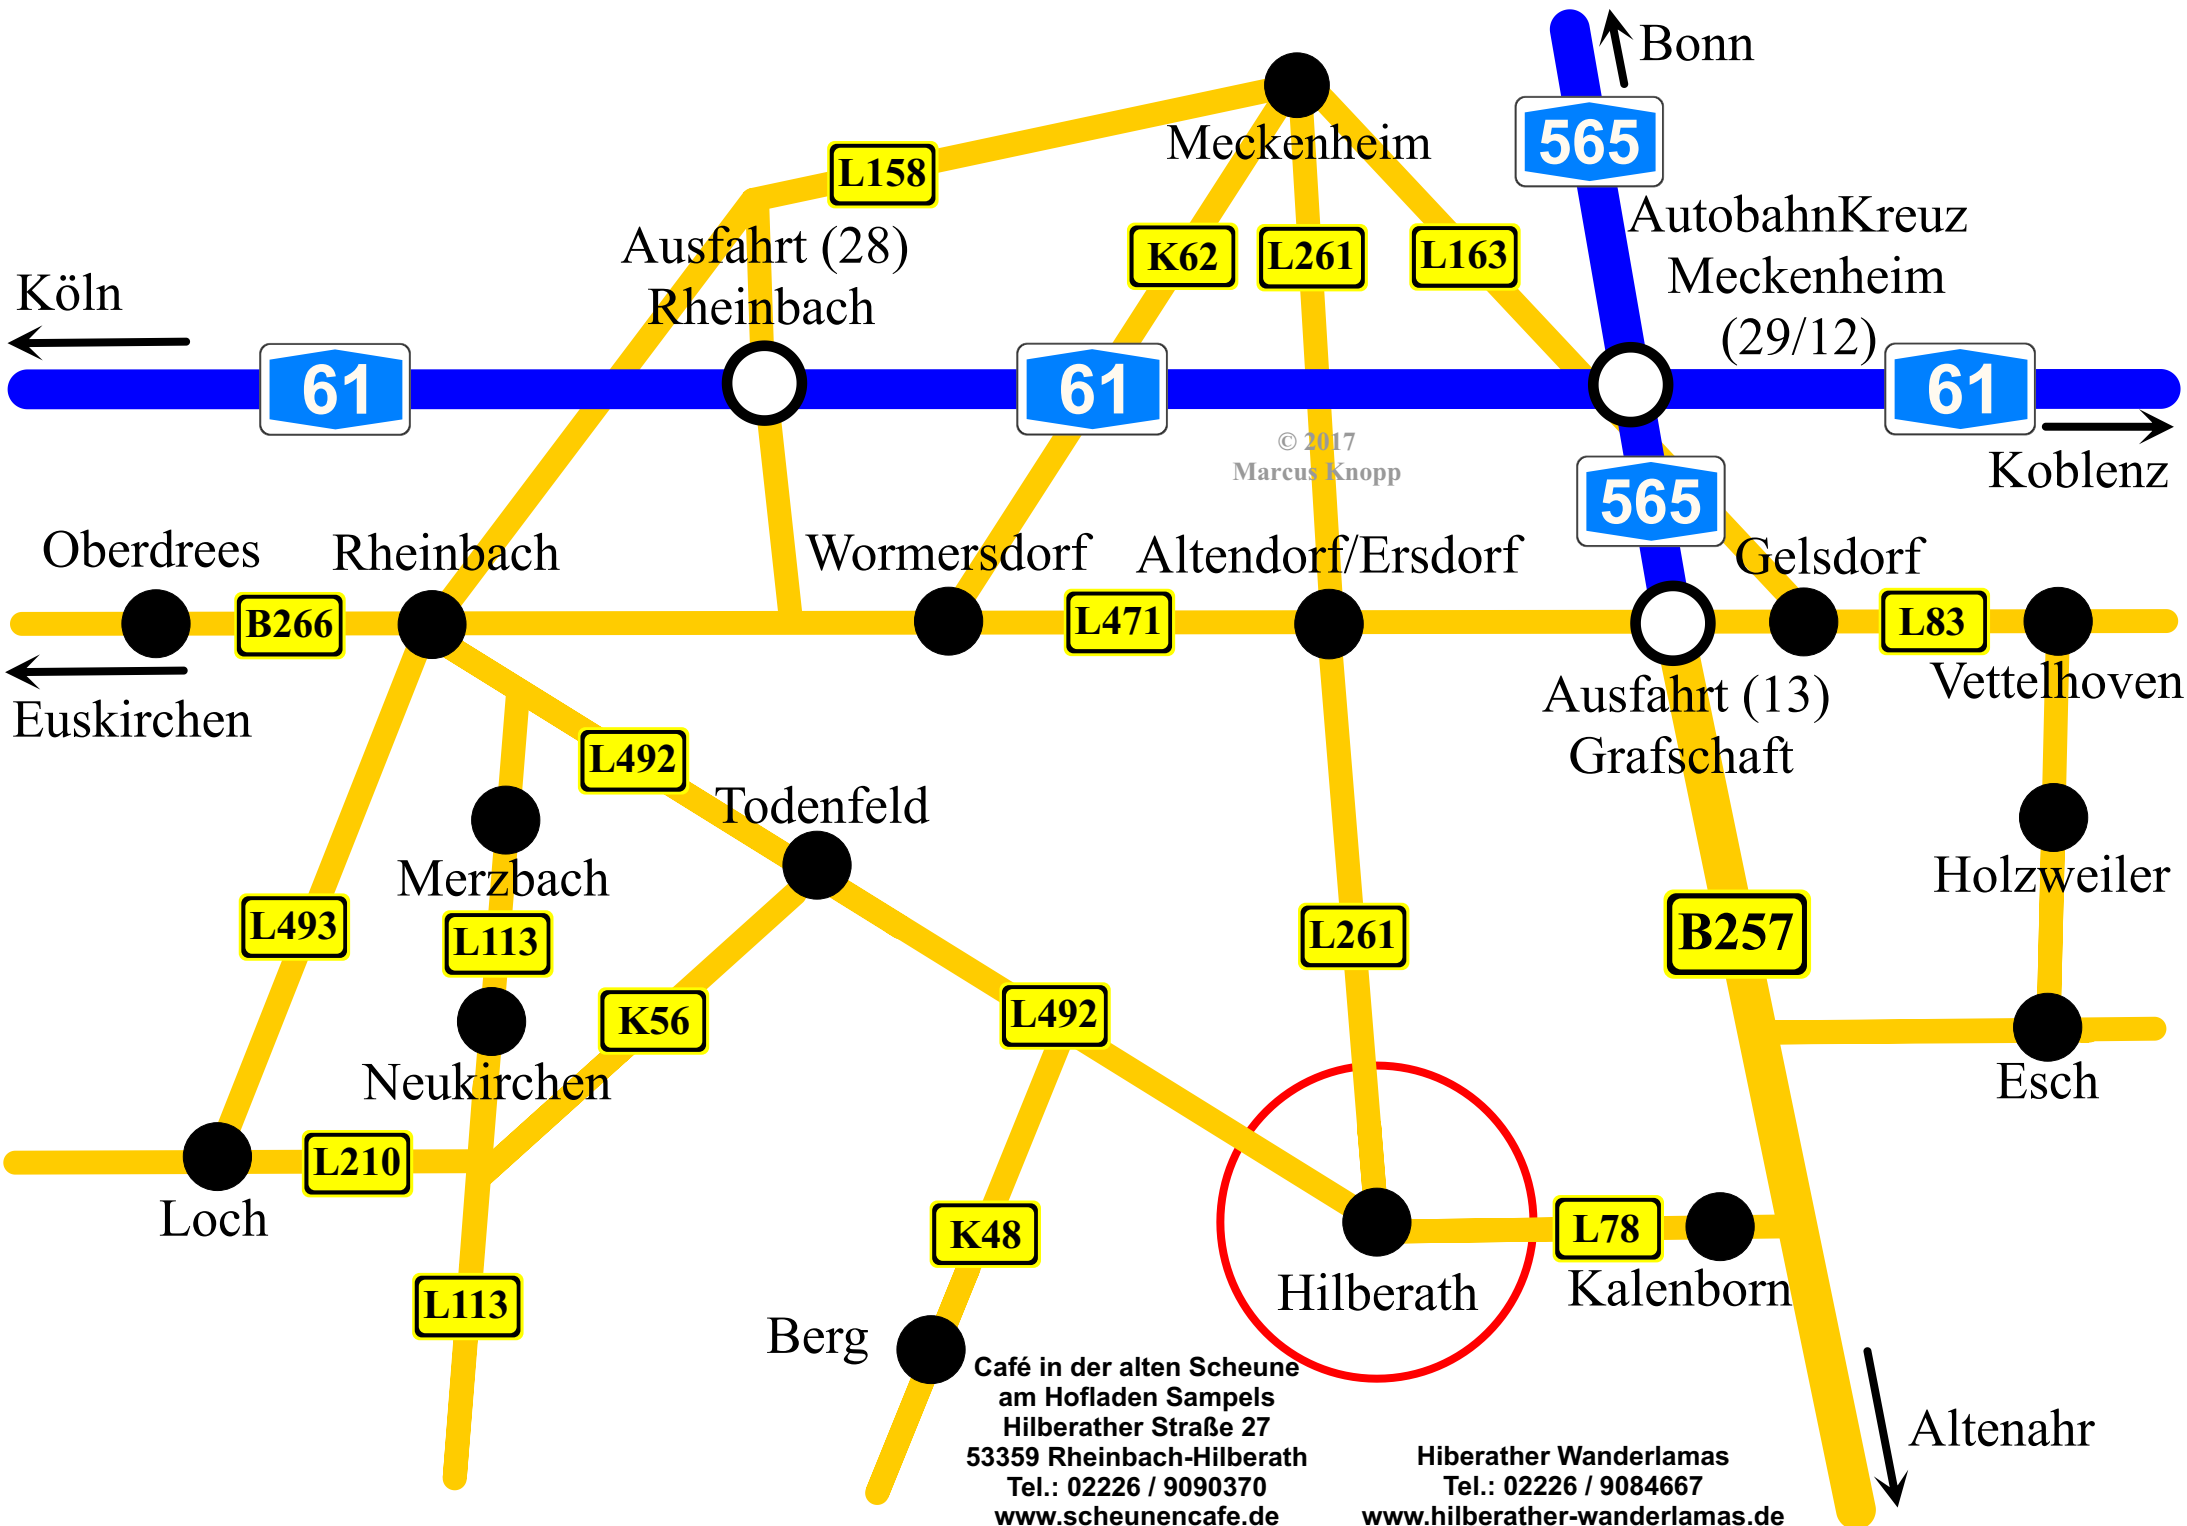 Bonn
Meckenheim
565
L158
AutobahnKreuz
Meckenheim
(29/12)
Ausfahrt (28)
Rheinbach
K62
L261
L163
Köln
61
61
61
© 2017
Marcus Knopp
Koblenz
565
Oberdrees
Rheinbach
Wormersdorf
Altendorf/Ersdorf
Gelsdorf
B266
L471
L83
Euskirchen
Ausfahrt (13)
Grafschaft
Vettelhoven
L492
Todenfeld
Merzbach
Holzweiler
L493
L113
L261
B257
K56
L492
Neukirchen
Esch
L210
Loch
K48
L78
Hilberath
Kalenborn
L113
Berg
Altenahr
Café in der alten Scheune
am Hofladen Sampels
Hilberather Straße 27
53359 Rheinbach-Hilberath
Tel.: 02226 / 9090370
www.scheunencafe.de
Hiberather Wanderlamas
Tel.: 02226 / 9084667
www.hilberather-wanderlamas.de